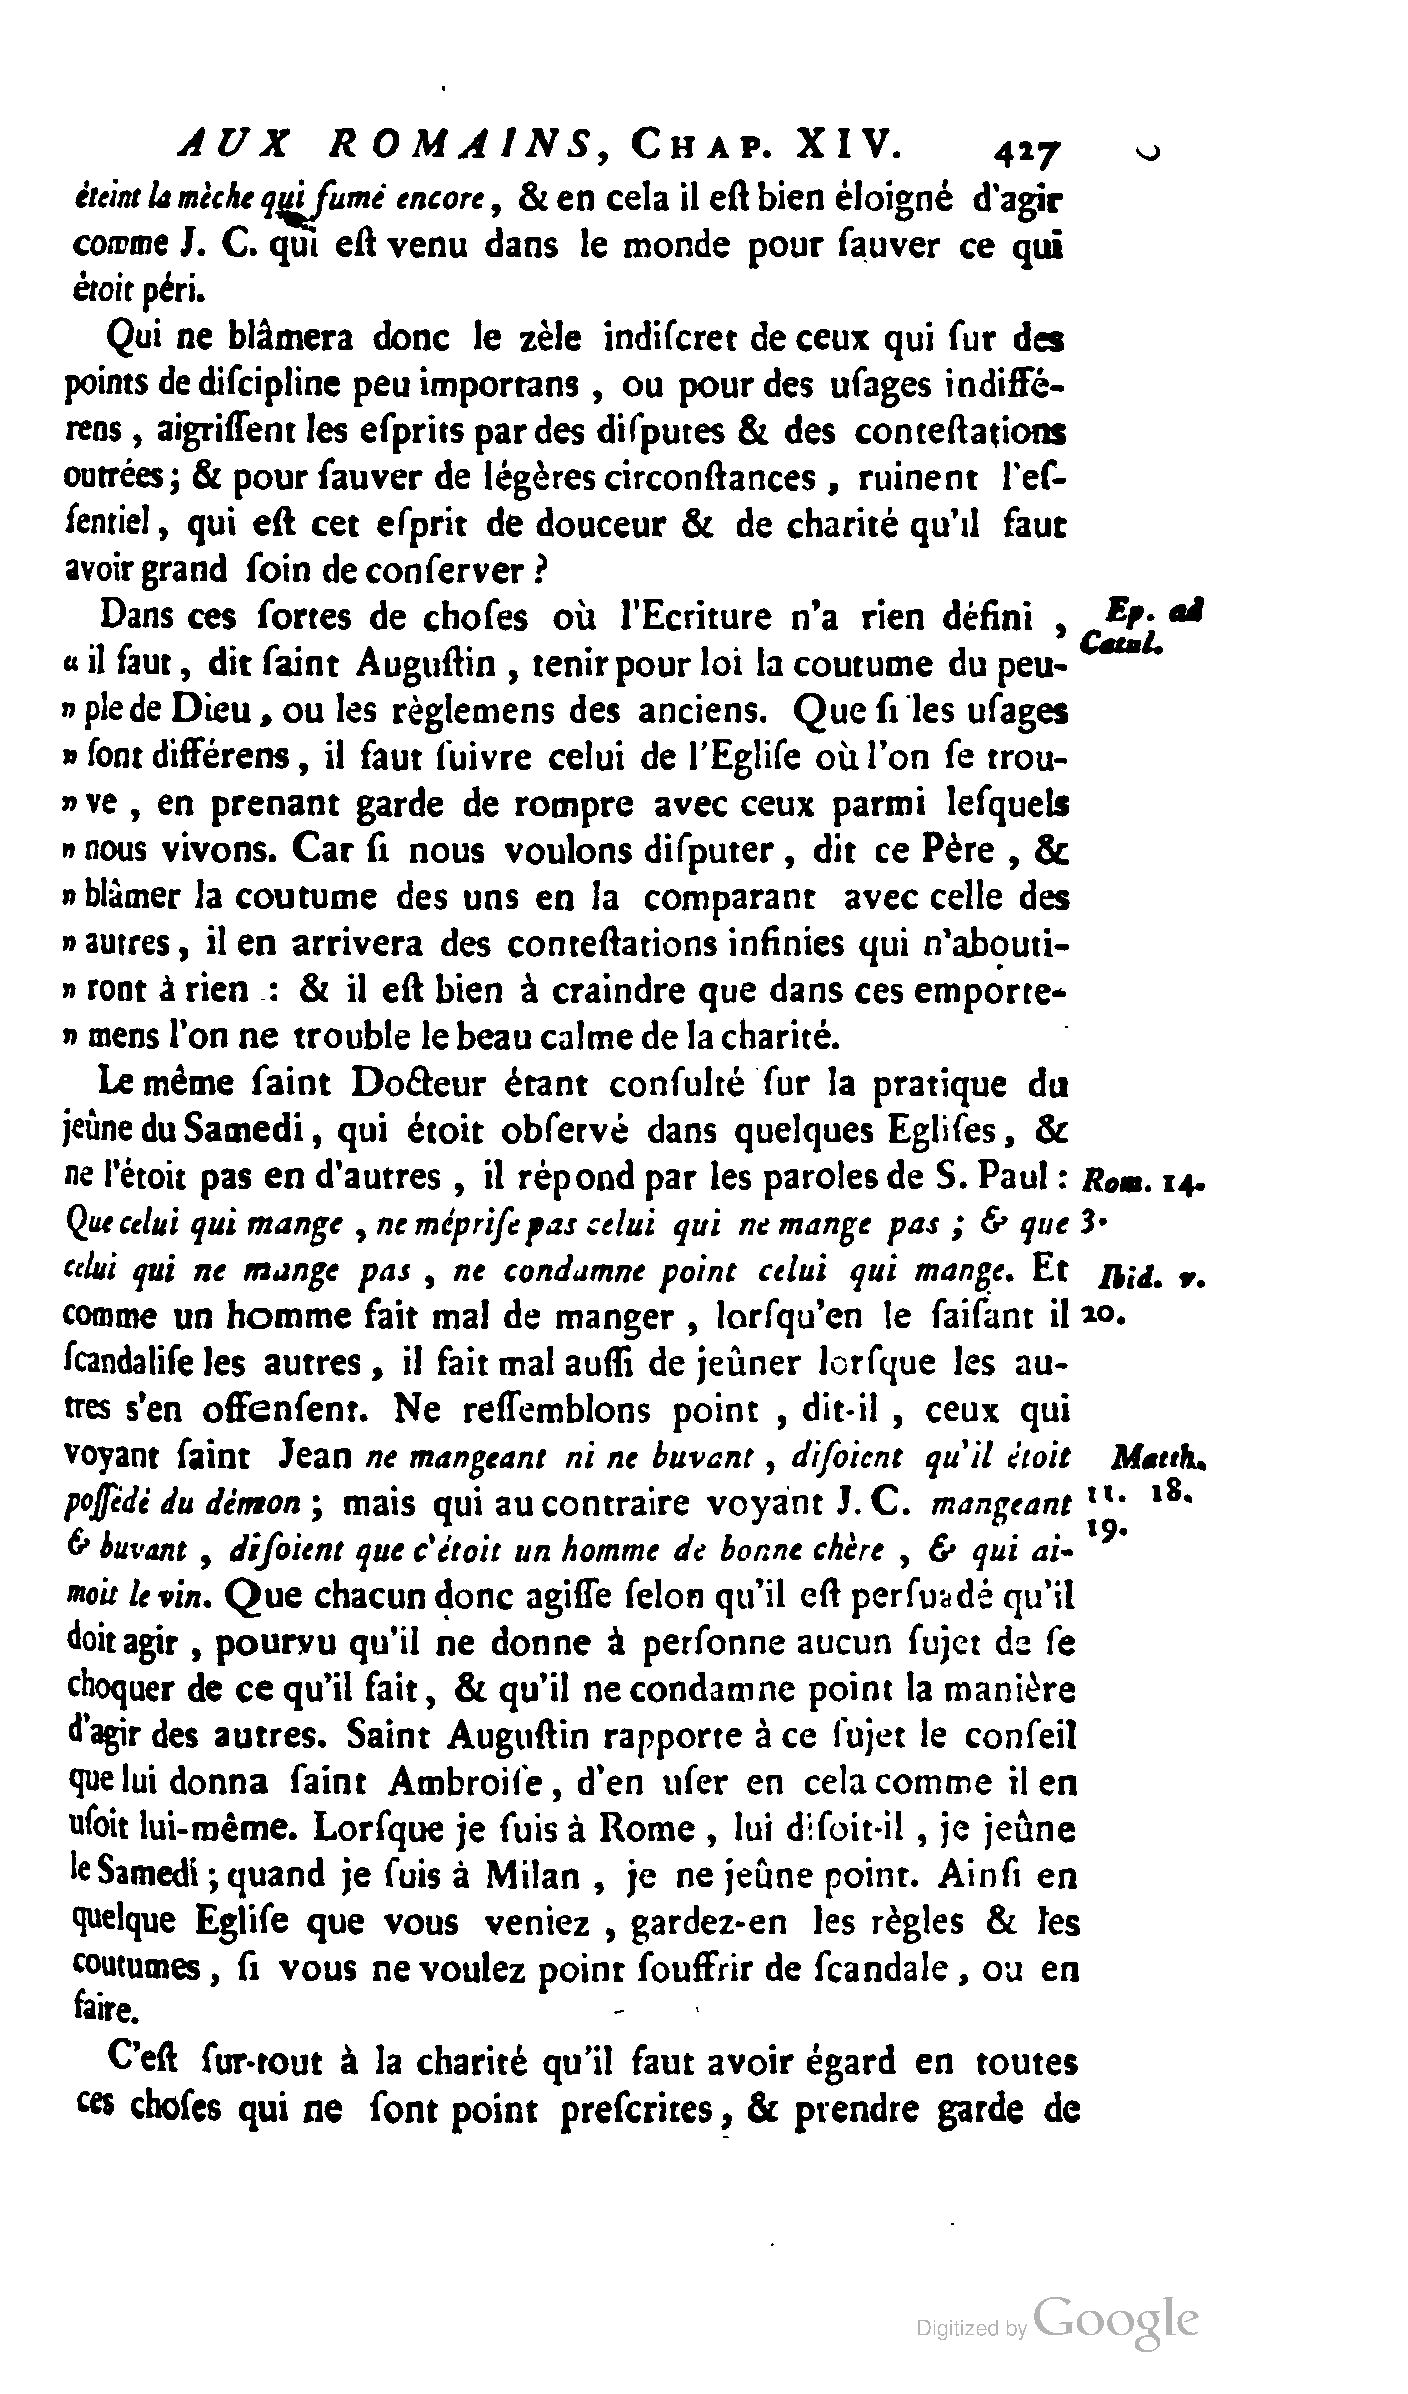 AUX ROMAINS, CHAP. XIV. 427
éteint la mèche qui fume encore, & en cela il eſt bien éloigné d'agir
comme J. C. qui eſt venu dans le monde pour ſauver ce qui
étoit péri.
Qui ne blâmera donc le zèle indiſcret de ceux qui ſur des
points de diſcipline peu importans, ou pour des uſages indiffé-
rens, aigriſſent les eſprits par des diſputes & des conteſtations
outrées; & pour ſauver de légères circonſtances, ruinent l'eſ-
ſentiel, qui eſt cet eſprit de douceur & de charité qu'il faut
avoir grand ſoin de conſerver?
Dans ces ſortes de choſes où l'Ecriture n'a rien défini, Ep. ad
« il faut, dit ſaint Auguſtin, tenir pour loi la coutume du peu- Catul.
» ple de Dieu, ou les règlemens des anciens. Que ſi les uſages
» ſont différens, il faut ſuivre celui de l'Egliſe où l'on ſe trou-
» ve, en prenant garde de rompre avec ceux parmi leſquels
» nous vivons. Car ſi nous voulons diſputer, dit ce Père, &
» blâmer la coutume des uns en la comparant avec celle des
» autres, il en arrivera des conteſtations infinies qui n'abouti-
» ront à rien : & il eſt bien à craindre que dans ces emporte-
» mens l'on ne trouble le beau calme de la charité.
Le même ſaint Docteur étant conſulté ſur la pratique du
jeûne du Samedi, qui étoit obſervé dans quelques Egliſes, &
ne l'étoit pas en d'autres, il répond par les paroles de S. Paul : Rom. 14.
Que celui qui mange, ne mépriſe pas celui qui ne mange pas; & que 3.
celui qui ne mange pas, ne condamne point celui qui mange. Et Ibid. v.
comme un homme fait mal de manger, lorſqu'en le faiſant il 20.
ſcandaliſe les autres, il fait mal auſſi de jeûner lorſque les au-
tres s'en offenſent. Ne reſſemblons point, dit-il, ceux qui
voyant ſaint Jean ne mangeant ni ne buvant, diſoient qu'il étoit Matth.
poſſédé du démon; mais qui au contraire voyant J. C. mangeant 11. 18.
& buvant, diſoient que c'étoit un homme de bonne chère, & qui ai- 19.
moit le vin. Que chacun donc agiſſe ſelon qu'il eſt perſuadé qu'il
doit agir, pourvu qu'il ne donne à perſonne aucun ſujet de ſe
choquer de ce qu'il fait, & qu'il ne condamne point la manière
d'agir des autres. Saint Auguſtin rapporte à ce ſujet le conſeil
que lui donna ſaint Ambroiſe, d'en uſer en cela comme il en
uſoit lui-même. Lorſque je ſuis à Rome, lui diſoit-il, je jeûne
le Samedi; quand je ſuis à Milan, je ne jeûne point. Ainſi en
quelque Egliſe que vous veniez, gardez-en les règles & les
coutumes, ſi vous ne voulez point ſouffrir de ſcandale, ou en
faire.
C'eſt ſur-tout à la charité qu'il faut avoir égard en toutes
ces choſes qui ne ſont point preſcrites, & prendre garde de
Digitized by Google